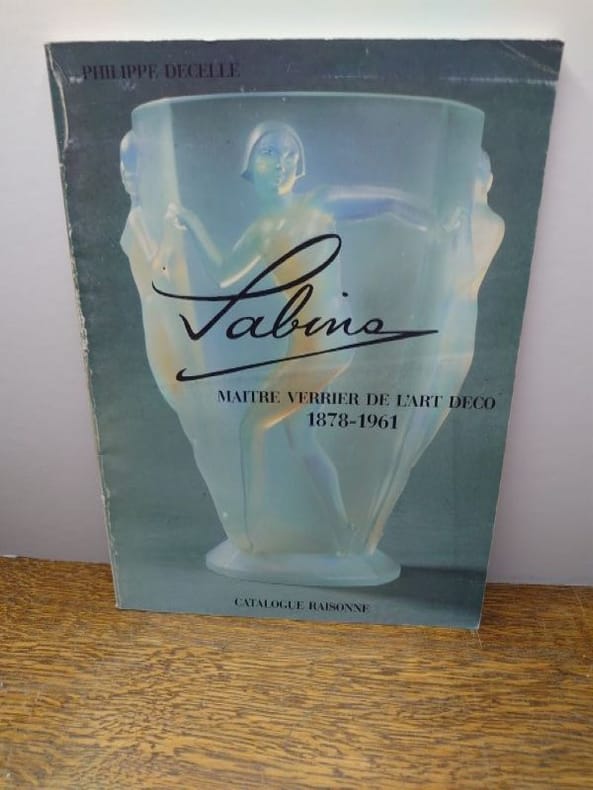 PHILIPPE DECELLE
Sabino
MAITRE VERRIER DE L'ART DECO
1878-1961
CATALOGUE RAISONNE